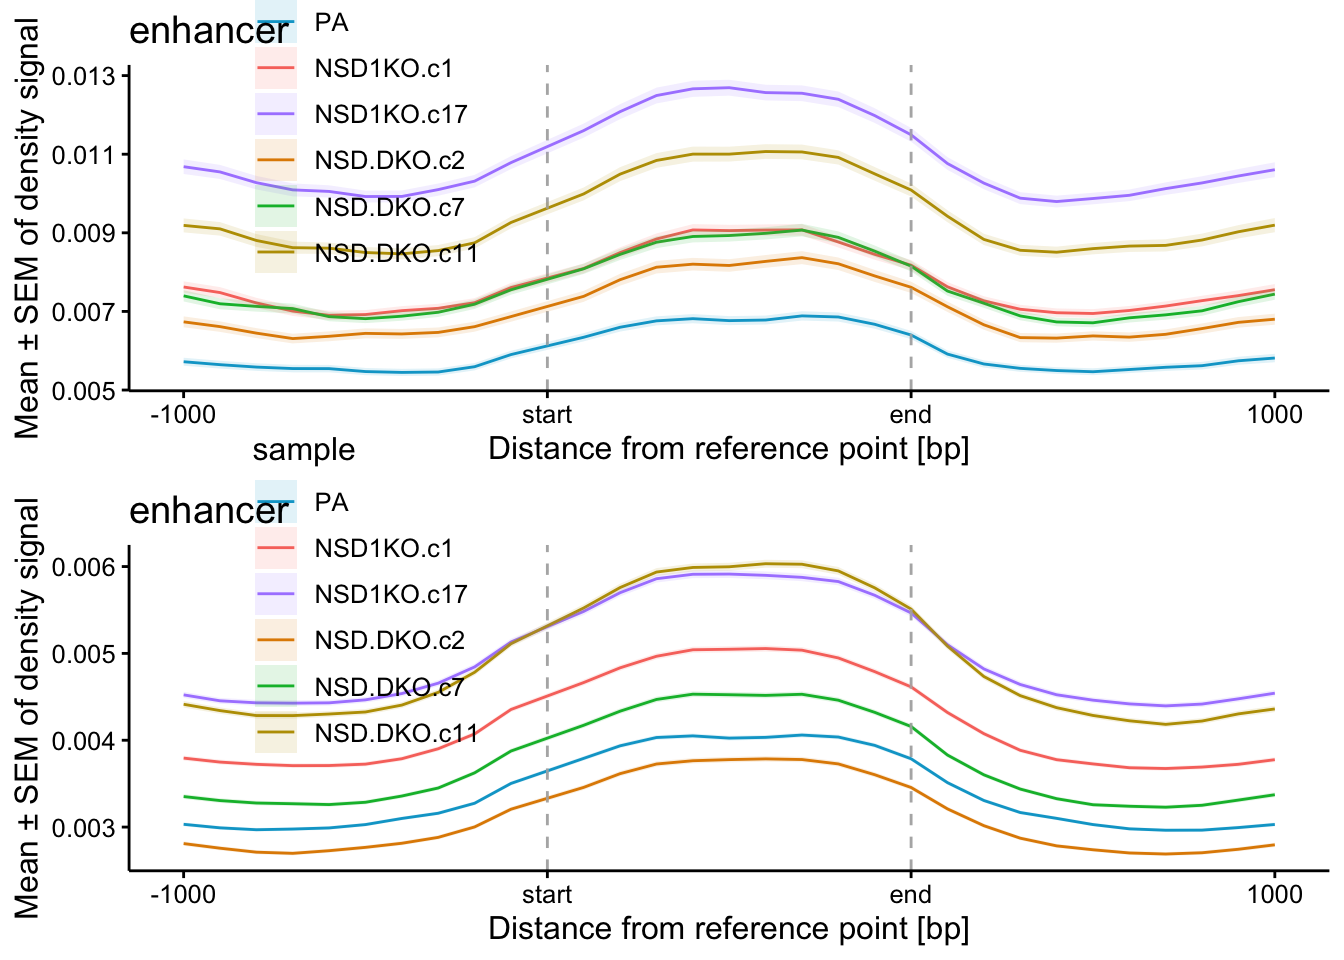 enhancer
PA
NSD1KO.c1
NSD1KO.c17
NSD.DKO.c2
NSD.DKO.c7
NSD.DKO.c11
Mean ± SEM of density signal
0.013
0.011
0.009
0.007
0.005
-1000 start end 1000
Distance from reference point [bp]
sample
enhancer
PA
NSD1KO.c1
NSD1KO.c17
NSD.DKO.c2
NSD.DKO.c7
NSD.DKO.c11
Mean ± SEM of density signal
0.006
0.005
0.004
0.003
-1000 start end 1000
Distance from reference point [bp]